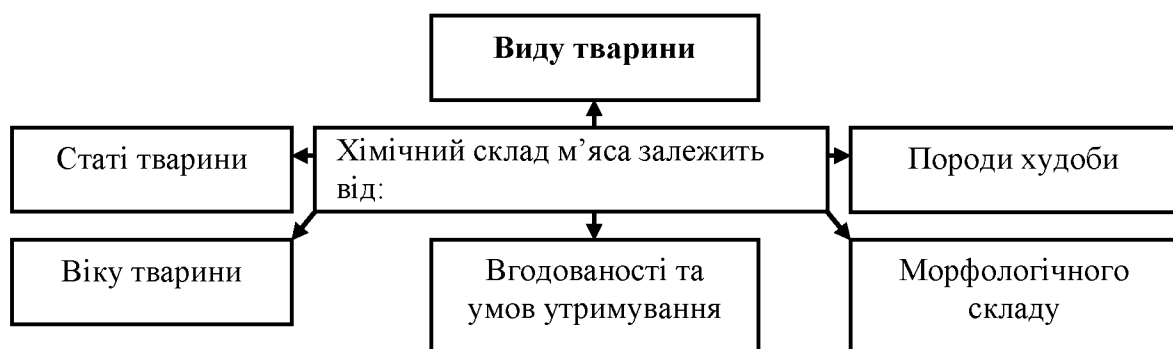 Виду тварини
Статі тварини
Хімічний склад м’яса залежить
від:
Породи худоби
Віку тварини
Вгодованості та
умов утримування
Морфологічного
складу